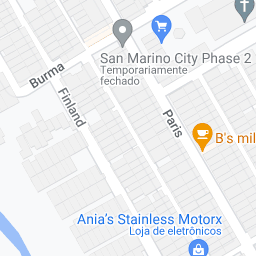 San Marino City Phase 2
Temporariamente
fechado
Burma
Finland
Paris
B's mil
Ania's Stainless Motorx
Loja de eletrônicos